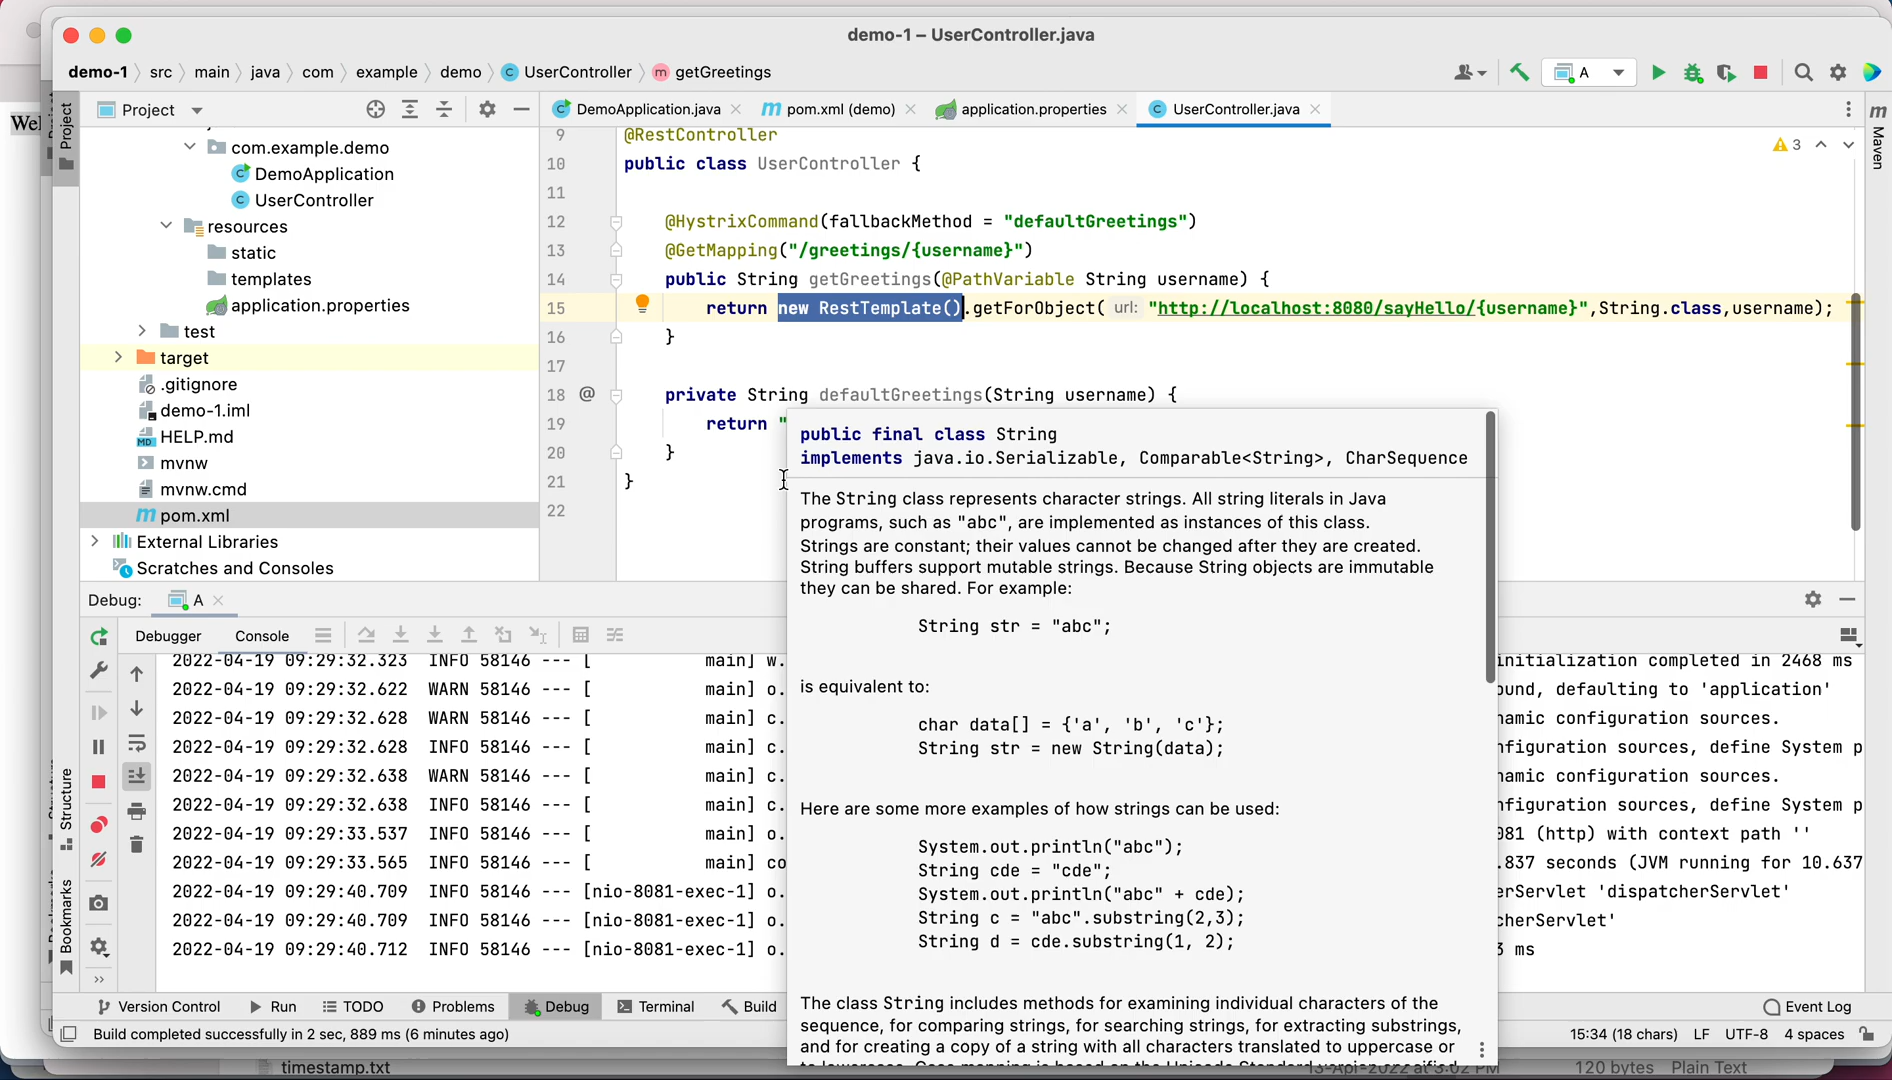 demo-1 – UserController.java
demo-1 src main java com example demo UserController getGreetings
A
Wel
Project
Project
DemoApplication.java
pom.xml (demo)
application.properties
UserController.java
Maven
com.example.demo
DemoApplication
UserController
resources
static
templates
application.properties
test
target
.gitignore
demo-1.iml
HELP.md
mvnw
mvnw.cmd
pom.xml
External Libraries
Scratches and Consoles
3
9 @RestController
10 public class UserController {
11
12 @HystrixCommand(fallbackMethod = "defaultGreetings")
13 @GetMapping("/greetings/{username}")
14 public String getGreetings(@PathVariable String username) {
15 return new RestTemplate().getForObject( url: "http://localhost:8080/sayHello/{username}",String.class,username);
16 }
17
18 @ private String defaultGreetings(String username) {
19 return "
20 }
21 }
22
public final class String
implements java.io.Serializable, Comparable<String>, CharSequence
The String class represents character strings. All string literals in Java
programs, such as "abc", are implemented as instances of this class.
Strings are constant; their values cannot be changed after they are created.
String buffers support mutable strings. Because String objects are immutable
they can be shared. For example:
String str = "abc";
is equivalent to:
char data[] = {'a', 'b', 'c'};
String str = new String(data);
Here are some more examples of how strings can be used:
System.out.println("abc");
String cde = "cde";
System.out.println("abc" + cde);
String c = "abc".substring(2,3);
String d = cde.substring(1, 2);
The class String includes methods for examining individual characters of the
sequence, for comparing strings, for searching strings, for extracting substrings,
and for creating a copy of a string with all characters translated to uppercase or
Debug: A
Debugger Console
2022-04-19 09:29:32.323 INFO 58146 --- [ main] w. initialization completed in 2468 ms
2022-04-19 09:29:32.622 WARN 58146 --- [ main] o. ound, defaulting to 'application'
2022-04-19 09:29:32.628 WARN 58146 --- [ main] c. namic configuration sources.
2022-04-19 09:29:32.628 INFO 58146 --- [ main] c. nfiguration sources, define System p
2022-04-19 09:29:32.638 WARN 58146 --- [ main] c. namic configuration sources.
2022-04-19 09:29:32.638 INFO 58146 --- [ main] c. nfiguration sources, define System p
2022-04-19 09:29:33.537 INFO 58146 --- [ main] o. 081 (http) with context path ''
2022-04-19 09:29:33.565 INFO 58146 --- [ main] co .837 seconds (JVM running for 10.637
2022-04-19 09:29:40.709 INFO 58146 --- [nio-8081-exec-1] o. erServlet 'dispatcherServlet'
2022-04-19 09:29:40.709 INFO 58146 --- [nio-8081-exec-1] o. cherServlet'
2022-04-19 09:29:40.712 INFO 58146 --- [nio-8081-exec-1] o. ms
Structure
Bookmarks
Version Control Run TODO Problems Debug Terminal Build Event Log
Build completed successfully in 2 sec, 889 ms (6 minutes ago)
15:34 (18 chars) LF UTF-8 4 spaces
timestamp.txt
120 bytes Plain Text